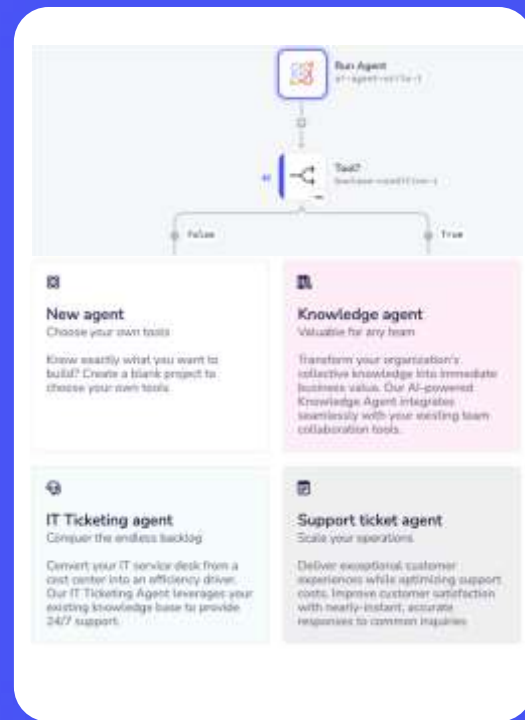 Run Agent
Tool?
False
True
New agent
Choose your own tools
Know exactly what you want to
build? Create a blank project to
choose your own tools
Knowledge agent
Valuable for any team
Transform your organization's
collective knowledge into immediate
business value. Our AI-powered
Knowledge Agent integrates
seamlessly with your existing team
collaboration tools.
IT Ticketing agent
Conquer the endless backlog
Convert your IT service desk from a
cost center into an efficiency driver.
Our IT Ticketing Agent leverages your
existing knowledge base to provide
24/7 support.
Support ticket agent
Scale your operations
Deliver exceptional customer
experiences while optimizing support
costs. Improve customer satisfaction
with nearly-instant, accurate
responses to common inquiries